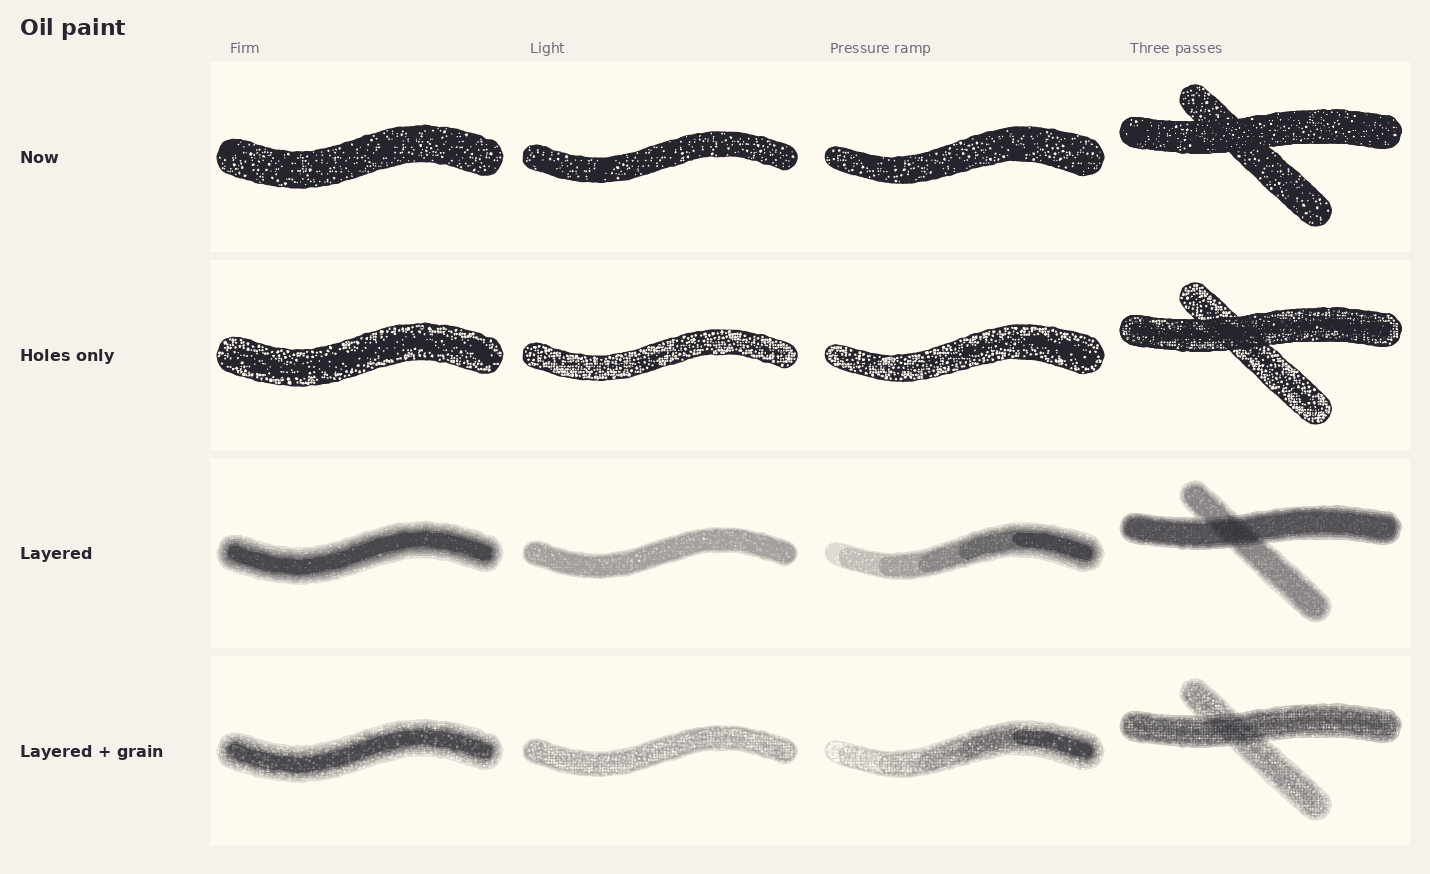 Oil paint
Firm
Light
Pressure ramp
Three passes
Now
Holes only
Layered
Layered + grain